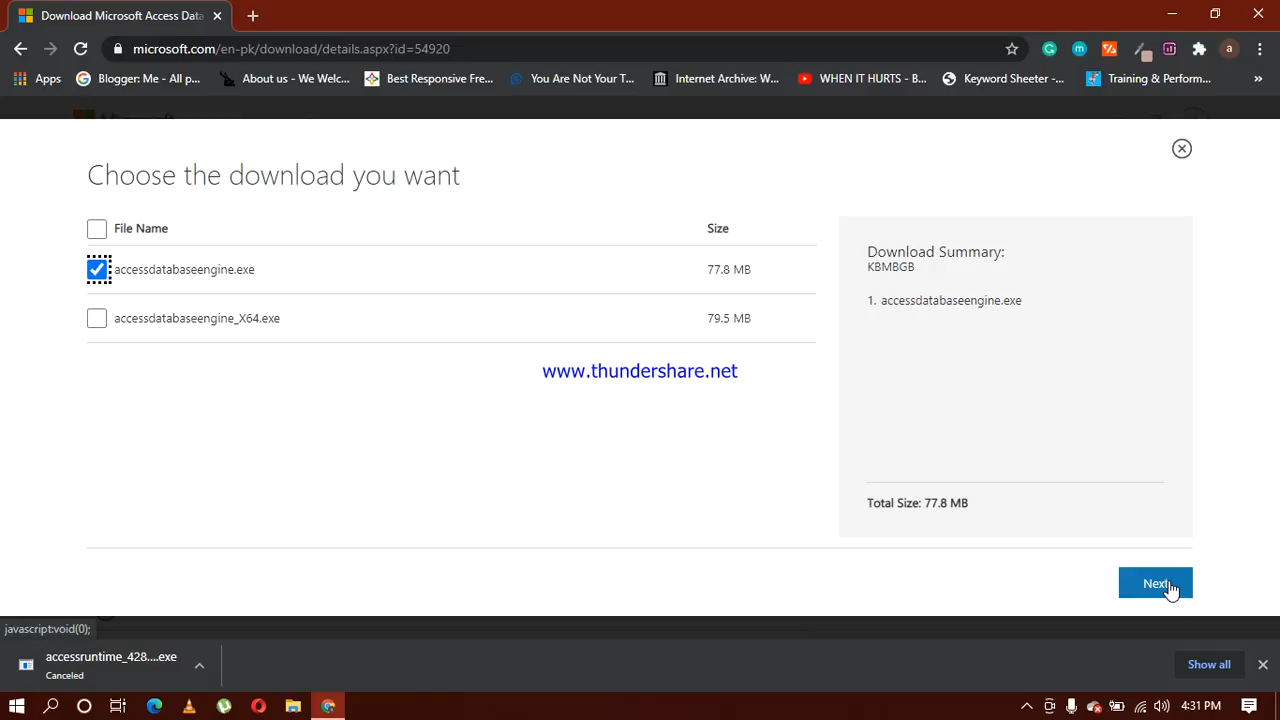 Download Microsoft Access Data
microsoft.com/en-pk/download/details.aspx?id=54920
Apps
Blogger: Me - All p...
About us - We Welc...
Best Responsive Fre...
You Are Not Your T...
Internet Archive: W...
WHEN IT HURTS - B...
Keyword Sheeter -...
Training & Perform...
»
Choose the download you want
File Name Size
accessdatabaseengine.exe 77.8 MB
accessdatabaseengine_X64.exe 79.5 MB
www.thundershare.net
Download Summary:
KBMBGB
1. accessdatabaseengine.exe
Total Size: 77.8 MB
Next
javascript:void(0);
accessruntime_428....exe
Canceled
Show all
4:31 PM